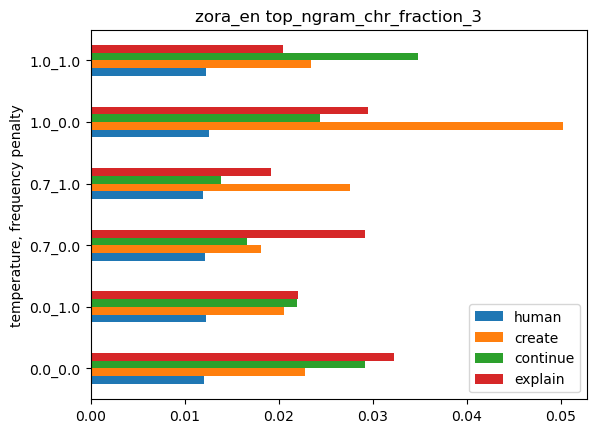 zora_en top_ngram_chr_fraction_3
temperature, frequency penalty
1.0_1.0
1.0_0.0
0.7_1.0
0.7_0.0
0.0_1.0
0.0_0.0
human
create
continue
explain
0.00 0.01 0.02 0.03 0.04 0.05